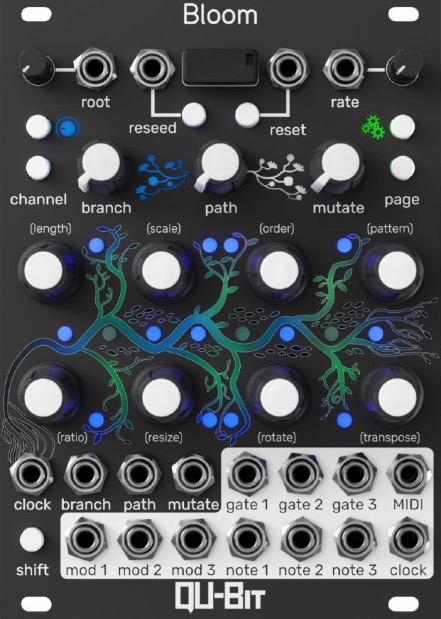 Bloom
root
rate
reseed
reset
channel
branch
path
mutate
page
(length)
(scale)
(order)
(pattern)
(ratio)
(resize)
(rotate)
(transpose)
clock
branch
path
mutate
gate 1
gate 2
gate 3
MIDI
shift
mod 1
mod 2
mod 3
note 1
note 2
note 3
clock
QU-BIT